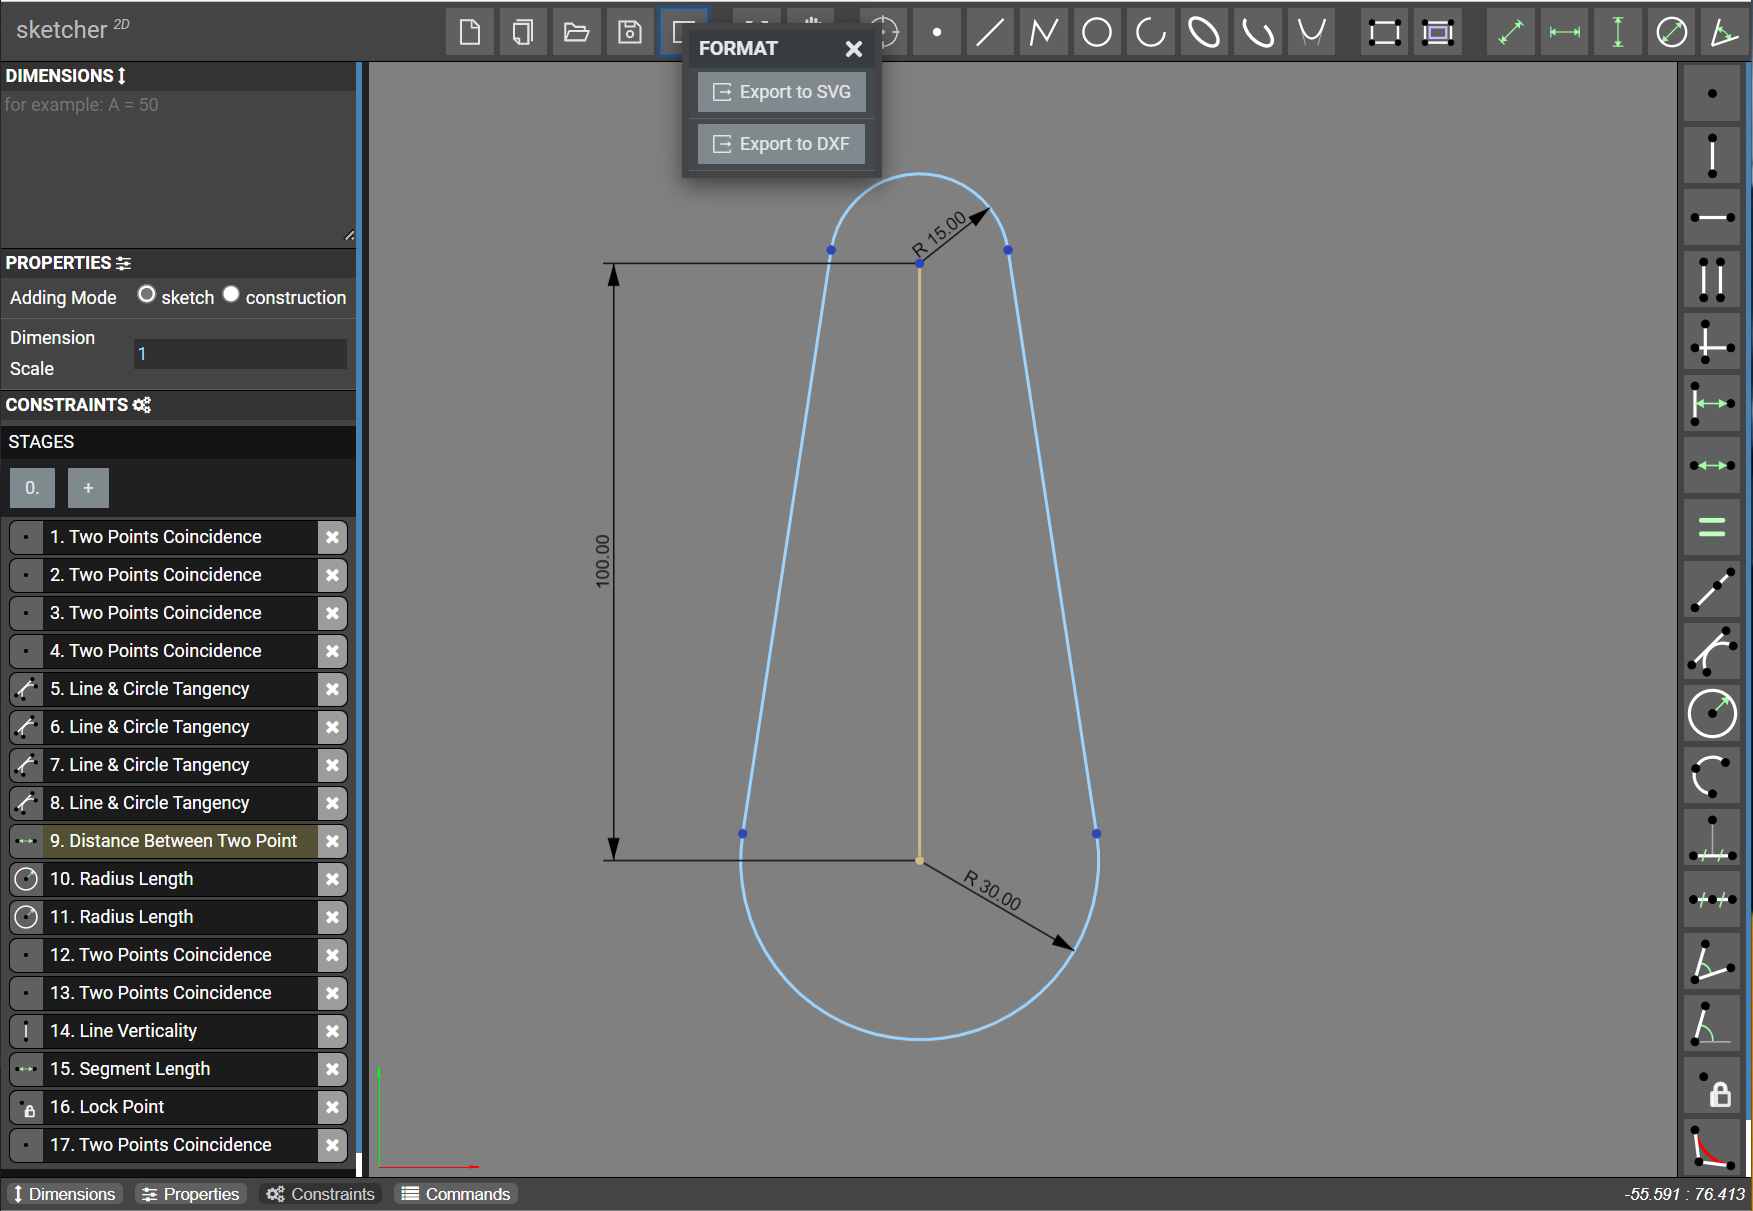 sketcher 2D
FORMAT
Export to SVG
Export to DXF
DIMENSIONS
for example: A = 50
PROPERTIES
Adding Mode sketch construction
Dimension
Scale
1
CONSTRAINTS
STAGES
0. +
1. Two Points Coincidence
2. Two Points Coincidence
3. Two Points Coincidence
4. Two Points Coincidence
5. Line & Circle Tangency
6. Line & Circle Tangency
7. Line & Circle Tangency
8. Line & Circle Tangency
9. Distance Between Two Point
10. Radius Length
11. Radius Length
12. Two Points Coincidence
13. Two Points Coincidence
14. Line Verticality
15. Segment Length
16. Lock Point
17. Two Points Coincidence
R 15.00
100.00
R 30.00
Dimensions Properties Constraints Commands
-55.591 : 76.413